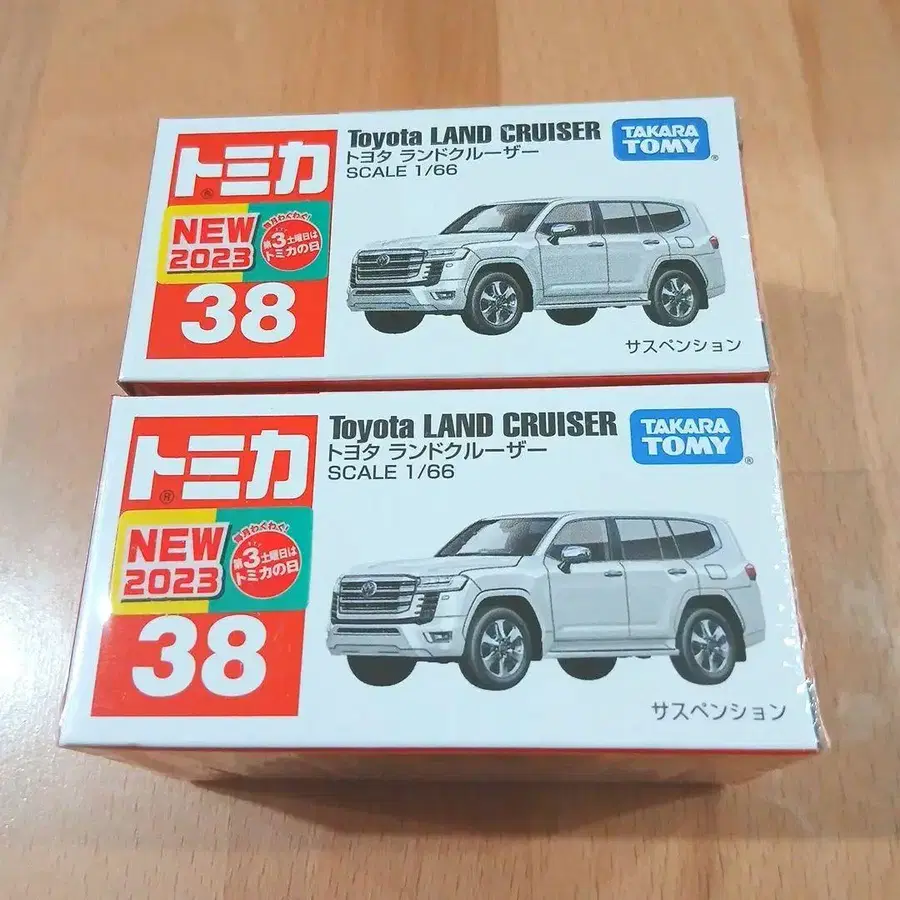 トミカ
®
NEW
2023
毎月わくわく!
第3土曜日は
トミカの日
38
Toyota LAND CRUISER
トヨタ ランドクルーザー
SCALE 1/66
TAKARA
TOMY®
サスペンション
トミカ
®
NEW
2023
毎月わくわく!
第3土曜日は
トミカの日
38
Toyota LAND CRUISER
トヨタ ランドクルーザー
SCALE 1/66
TAKARA
TOMY®
サスペンション